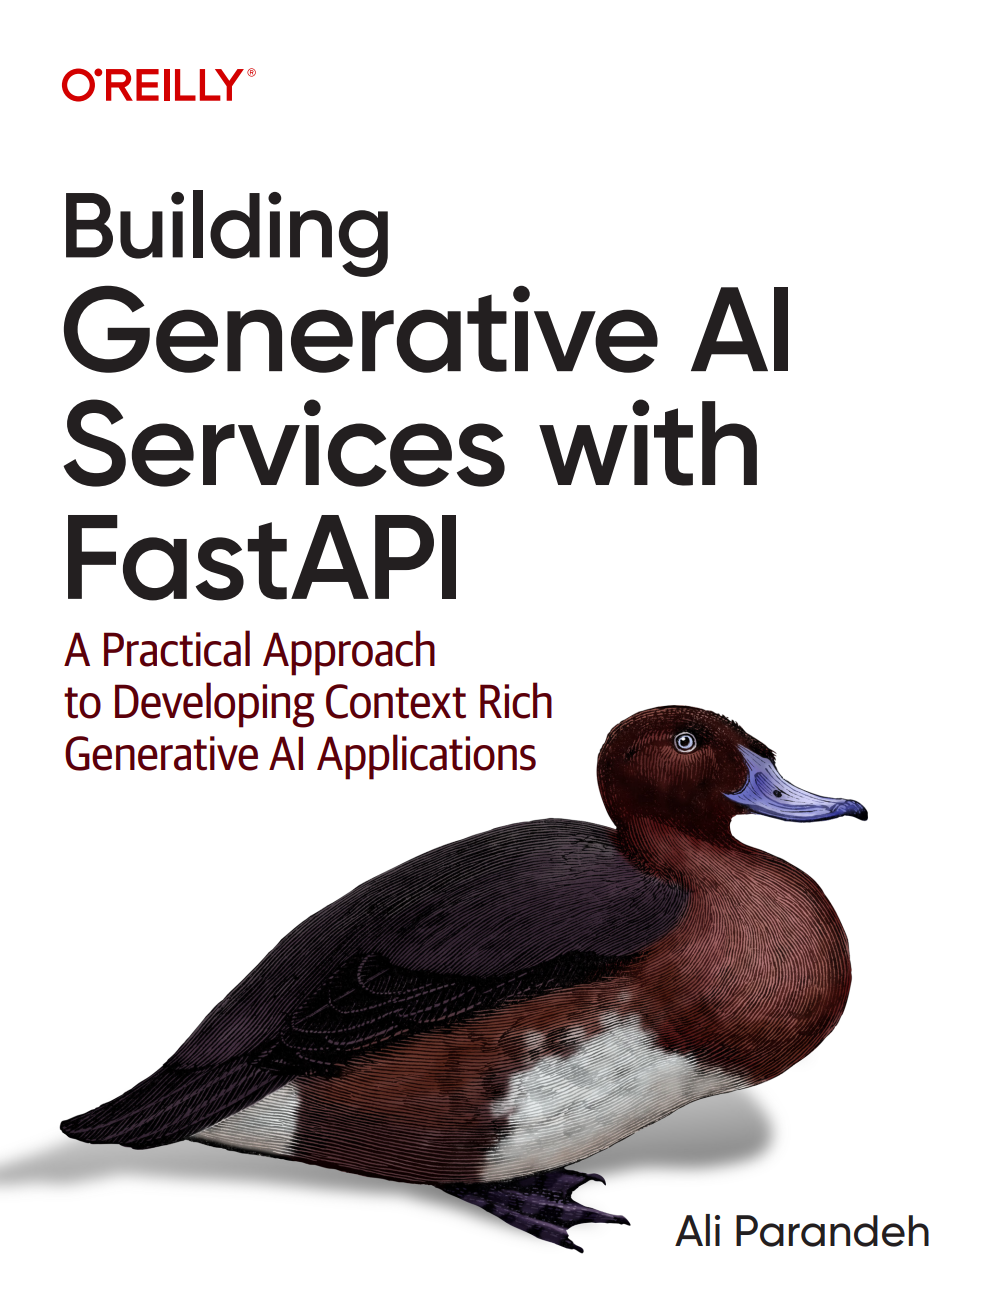 O'REILLY®
Building
Generative AI
Services with
FastAPI
A Practical Approach
to Developing Context Rich
Generative AI Applications
Ali Parandeh